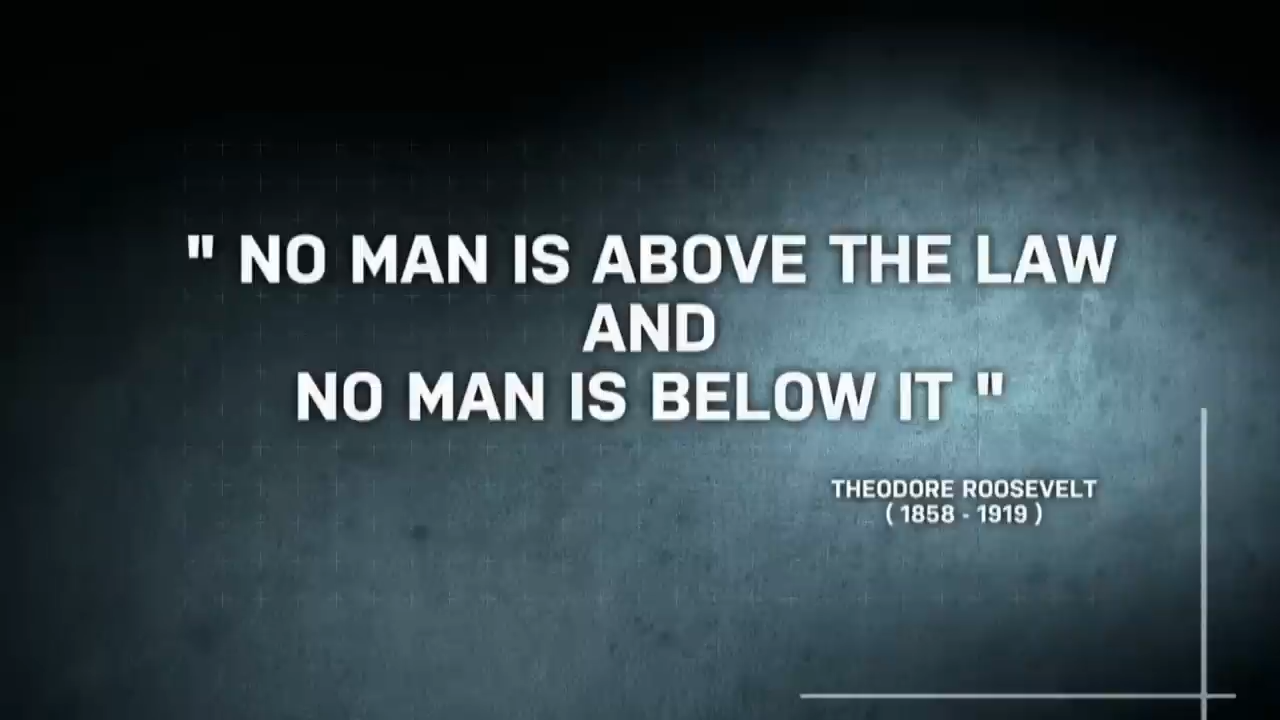 " NO MAN IS ABOVE THE LAW
AND
NO MAN IS BELOW IT "
THEODORE ROOSEVELT
( 1858 - 1919 )